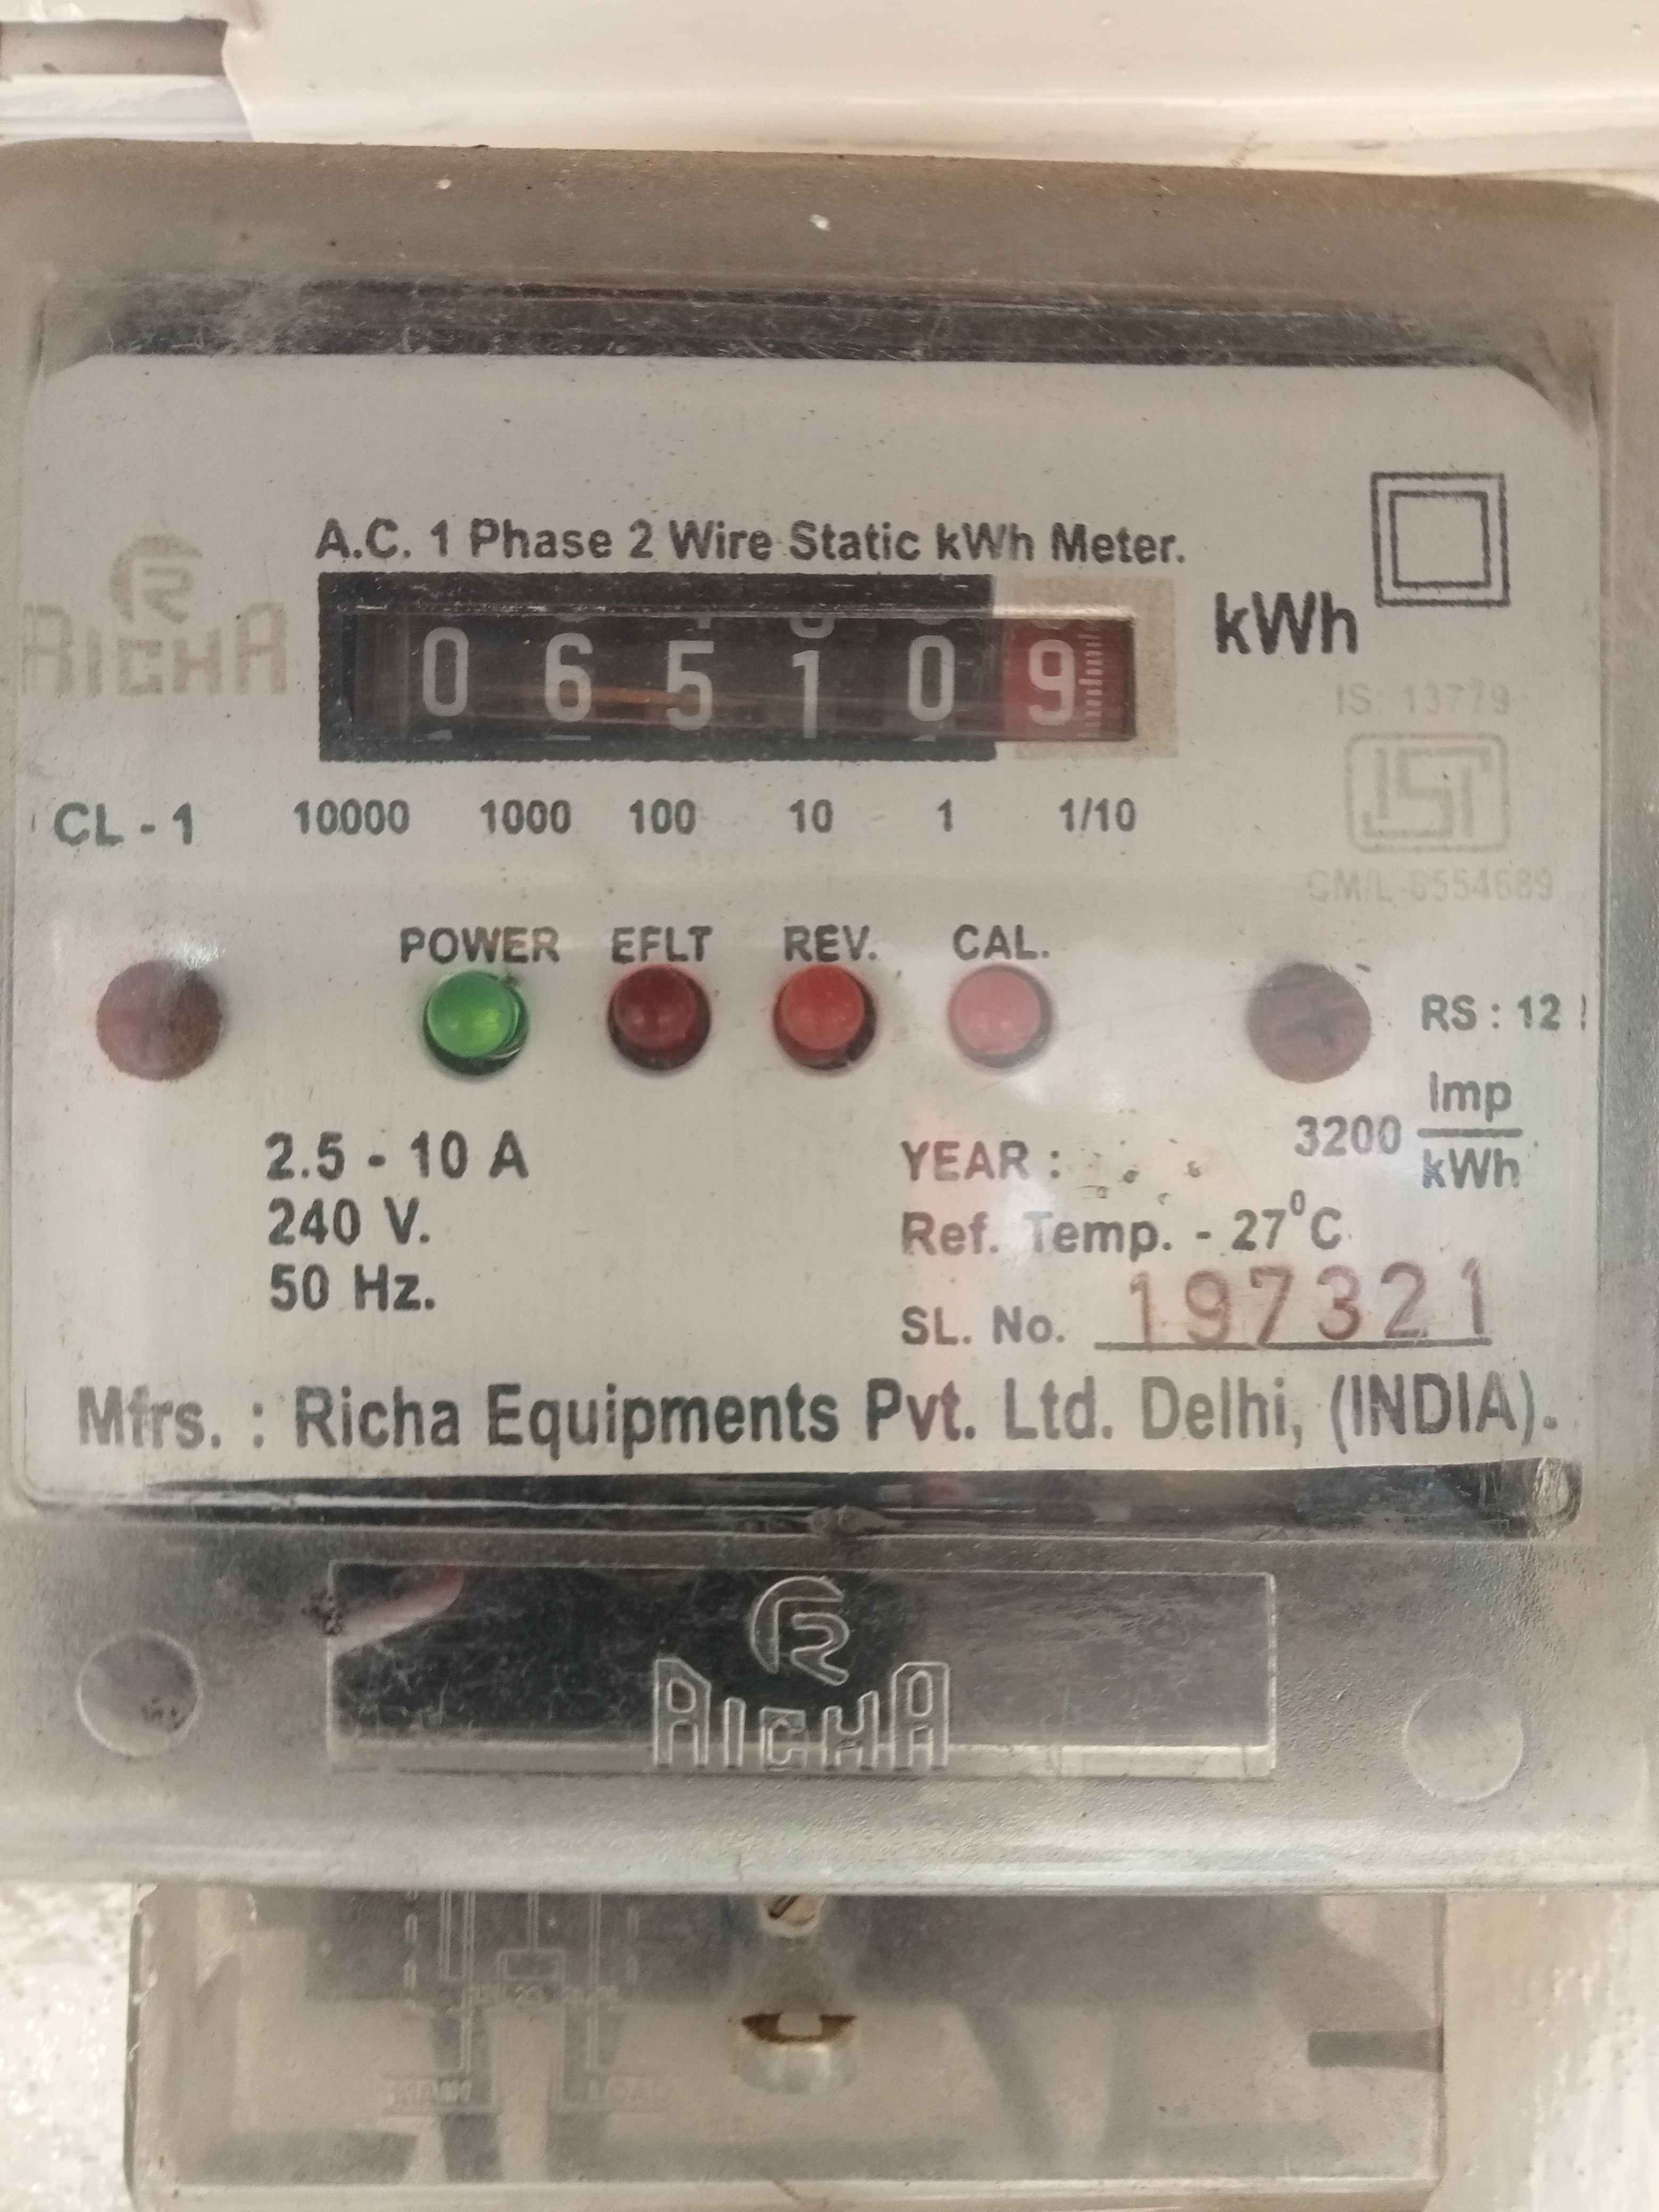 A.C. 1 Phase 2 Wire Static kWh Meter.
RICHA
0 6 5 1 0 9 kWh
IS: 13779
ISI
CL - 1 10000 1000 100 10 1 1/10
CM/L-8554689
POWER EFLT REV. CAL.
RS : 12
3200 Imp
kWh
2.5 - 10 A
240 V.
50 Hz.
YEAR :
Ref. Temp. - 27°C
SL. No. 197321
Mfrs. : Richa Equipments Pvt. Ltd. Delhi, (INDIA).
R
RICHA